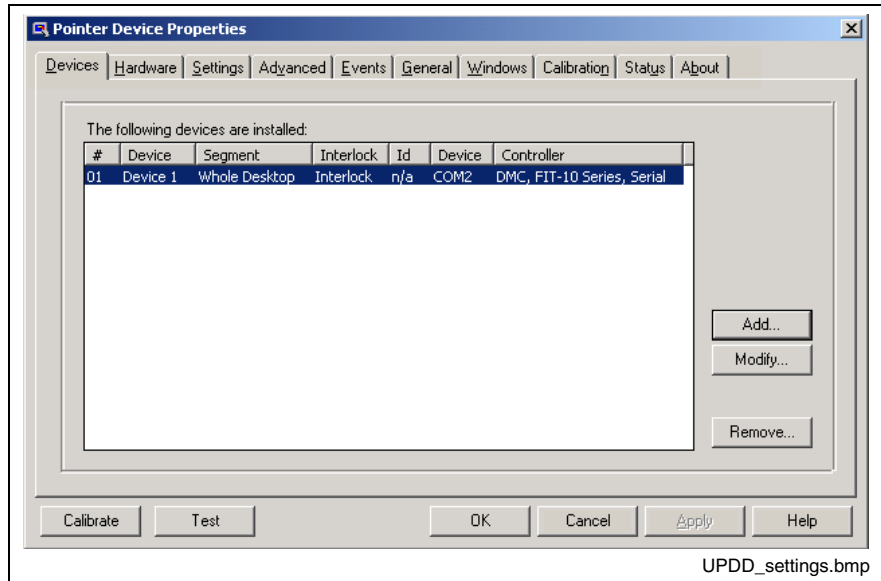 Pointer Device Properties
Devices Hardware Settings Advanced Events General Windows Calibration Status About
The following devices are installed:
# Device Segment Interlock Id Device Controller
01 Device 1 Whole Desktop Interlock n/a COM2 DMC, FIT-10 Series, Serial
Add...
Modify...
Remove...
Calibrate Test OK Cancel Apply Help
UPDD_settings.bmp